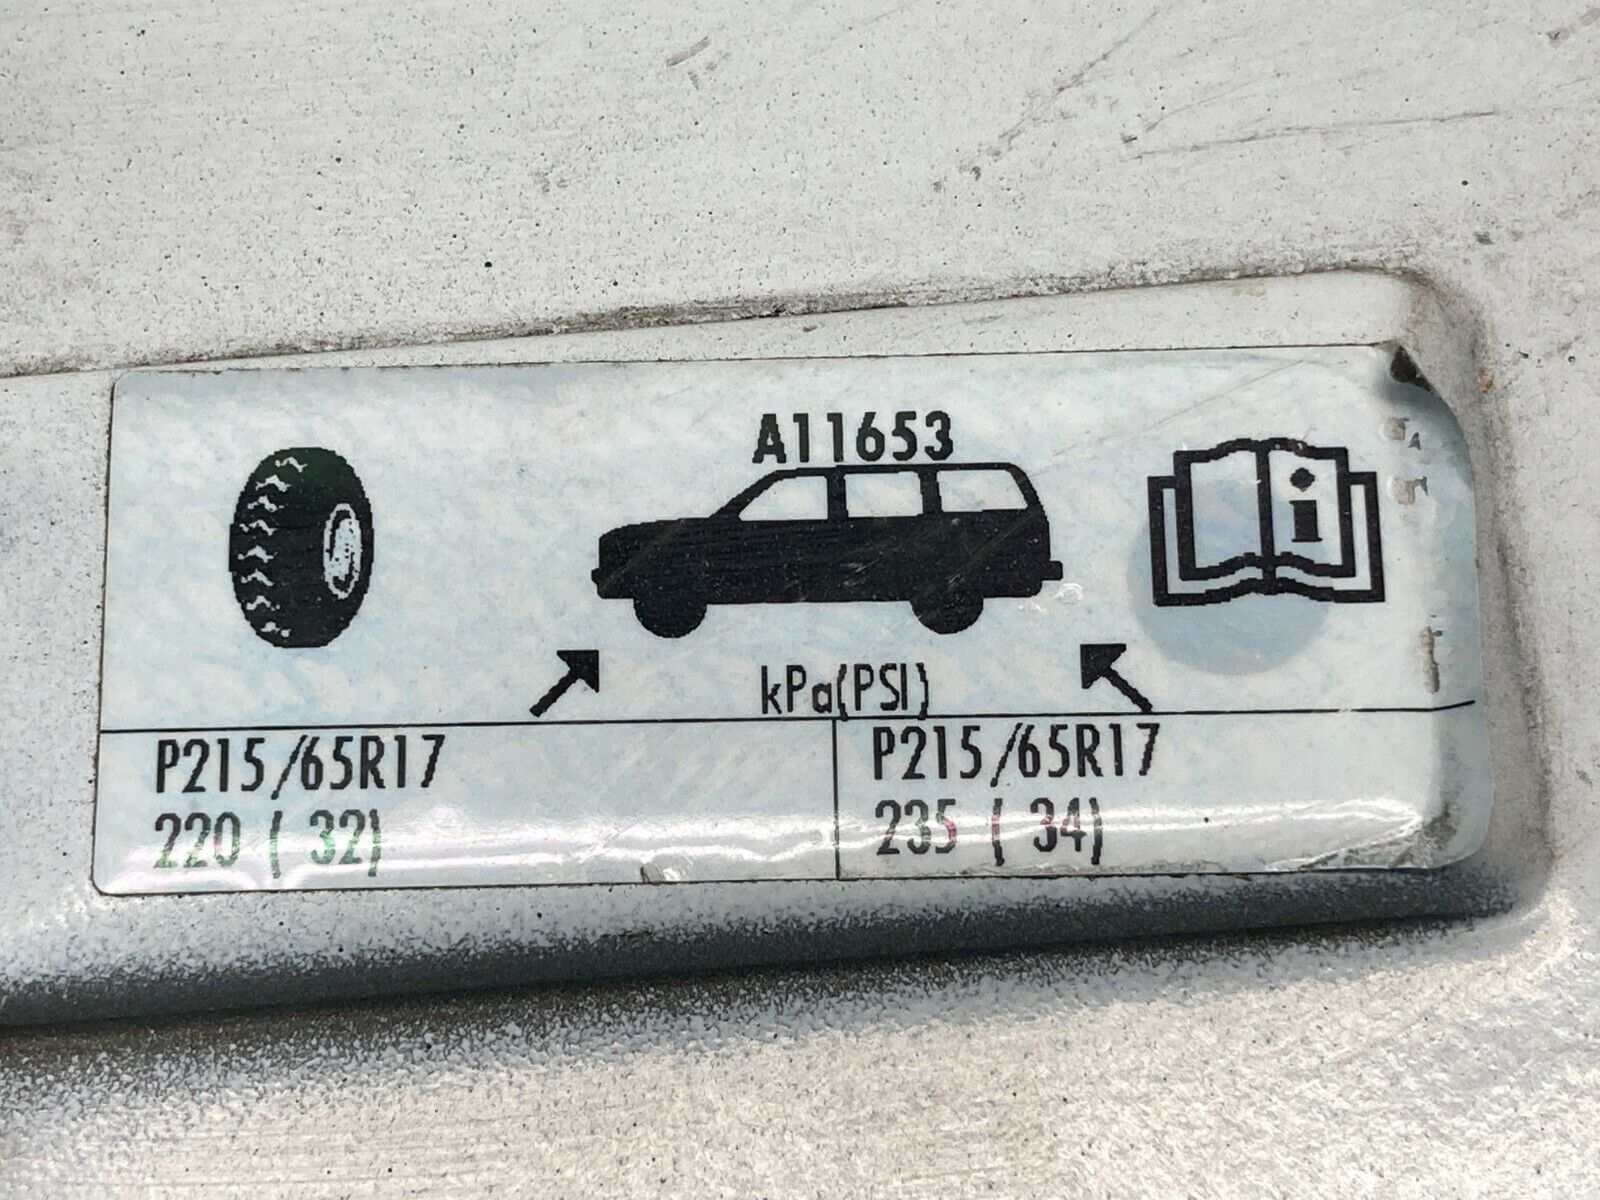 A11653
i
kPa(PSI)
P215/65R17
220 ( 32)
P215/65R17
235 ( 34)